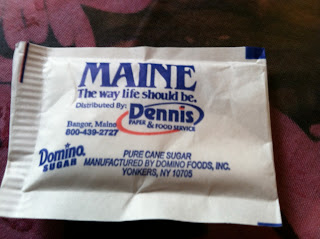 MAINE
The way life should be.
Distributed By: Dennis
PAPER & FOOD SERVICE
Bangor, Maine
800-439-2727
Domino
SUGAR
PURE CANE SUGAR
MANUFACTURED BY DOMINO FOODS, INC.
YONKERS, NY 10705